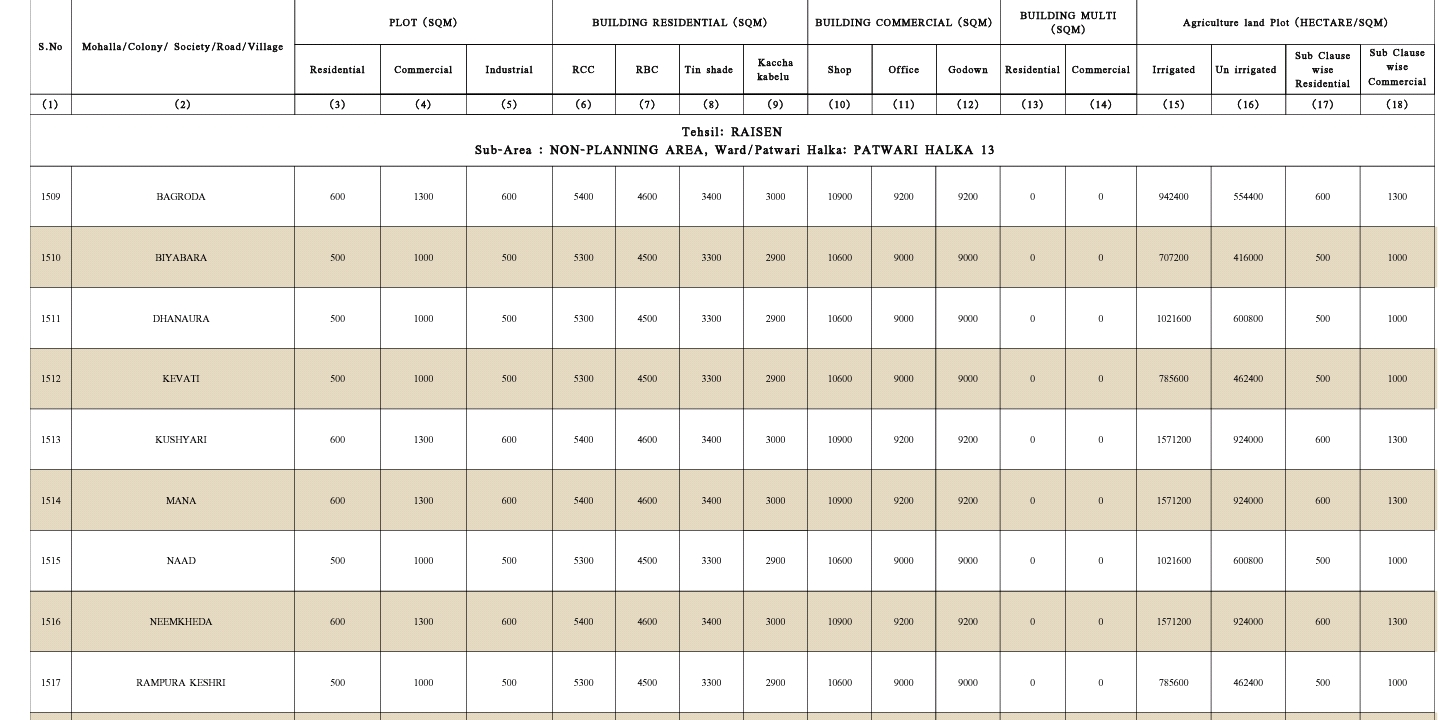 S.No Mohalla/Colony/ Society/Road/Village PLOT (SQM) BUILDING RESIDENTIAL (SQM) BUILDING COMMERCIAL (SQM) BUILDING MULTI (SQM) Agriculture land Plot (HECTARE/SQM)
Residential Commercial Industrial RCC RBC Tin shade Kaccha kabelu Shop Office Godown Residential Commercial Irrigated Un irrigated Sub Clause wise Residential Sub Clause wise Commercial
(1) (2) (3) (4) (5) (6) (7) (8) (9) (10) (11) (12) (13) (14) (15) (16) (17) (18)
Tehsil: RAISEN
Sub-Area : NON-PLANNING AREA, Ward/Patwari Halka: PATWARI HALKA 13
1509 BAGRODA 600 1300 600 5400 4600 3400 3000 10900 9200 9200 0 0 942400 554400 600 1300
1510 BIYABARA 500 1000 500 5300 4500 3300 2900 10600 9000 9000 0 0 707200 416000 500 1000
1511 DHANAURA 500 1000 500 5300 4500 3300 2900 10600 9000 9000 0 0 1021600 600800 500 1000
1512 KEVATI 500 1000 500 5300 4500 3300 2900 10600 9000 9000 0 0 785600 462400 500 1000
1513 KUSHYARI 600 1300 600 5400 4600 3400 3000 10900 9200 9200 0 0 1571200 924000 600 1300
1514 MANA 600 1300 600 5400 4600 3400 3000 10900 9200 9200 0 0 1571200 924000 600 1300
1515 NAAD 500 1000 500 5300 4500 3300 2900 10600 9000 9000 0 0 1021600 600800 500 1000
1516 NEEMKHEDA 600 1300 600 5400 4600 3400 3000 10900 9200 9200 0 0 1571200 924000 600 1300
1517 RAMPURA KESHRI 500 1000 500 5300 4500 3300 2900 10600 9000 9000 0 0 785600 462400 500 1000